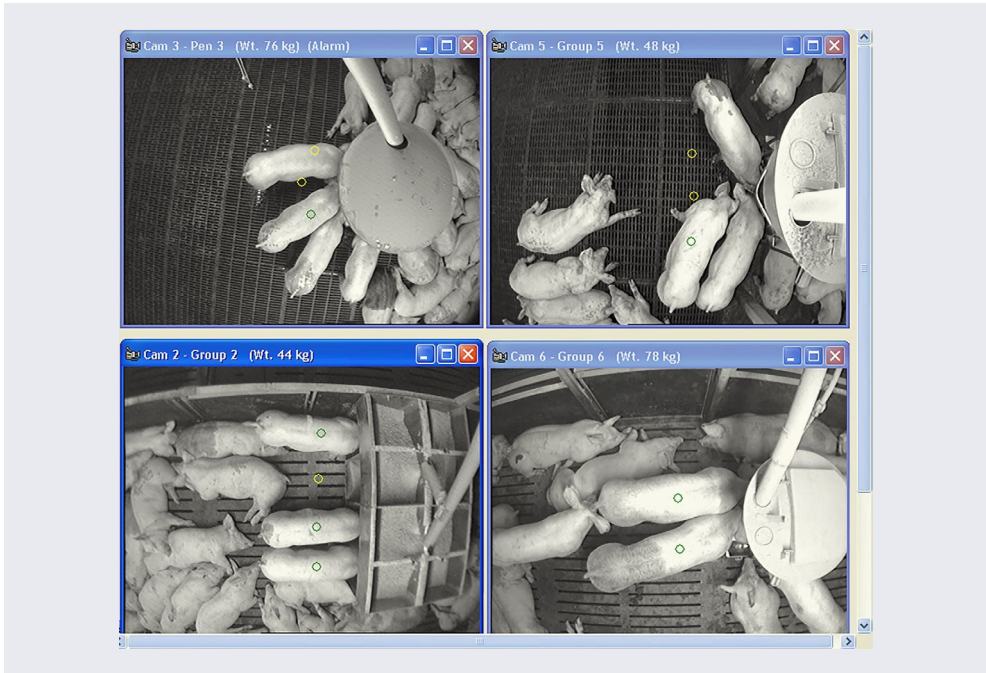 Cam 3 - Pen 3 (Wt. 76 kg) (Alarm)
Cam 5 - Group 5 (Wt. 48 kg)
Cam 2 - Group 2 (Wt. 44 kg)
Cam 6 - Group 6 (Wt. 78 kg)